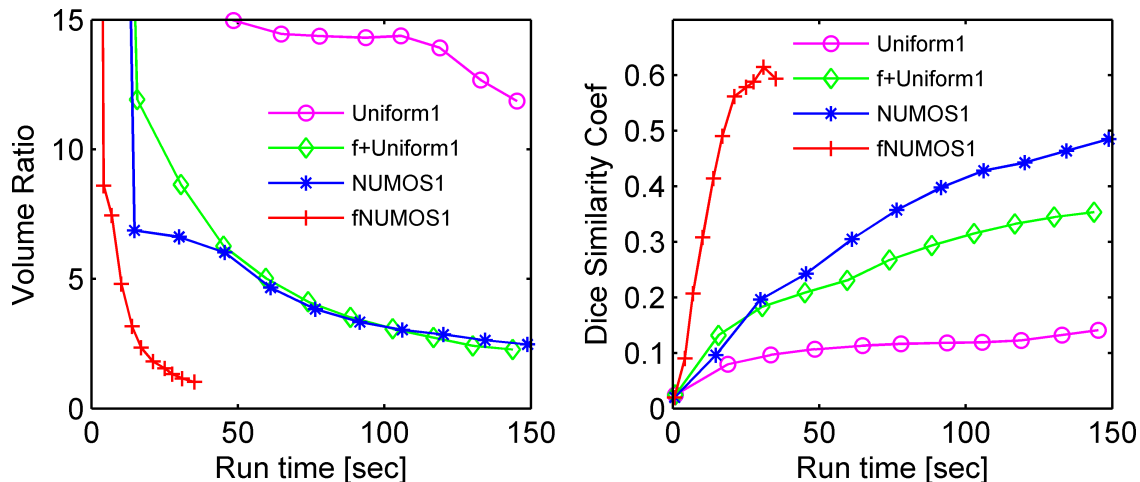 Volume Ratio
15
10
5
0
0 50 100 150
Run time [sec]
Uniform1
f+Uniform1
NUMOS1
fNUMOS1
Dice Similarity Coef
0.6
0.5
0.4
0.3
0.2
0.1
0
0 50 100 150
Run time [sec]
Uniform1
f+Uniform1
NUMOS1
fNUMOS1